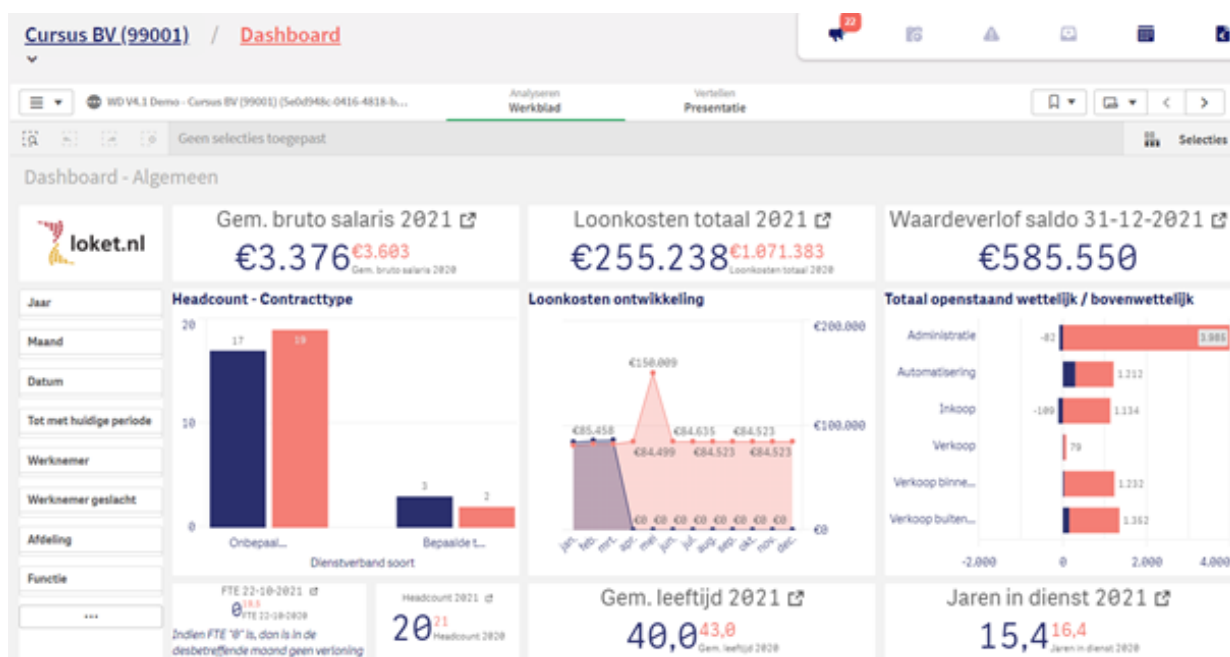 Cursus BV (99001) / Dashboard
22
WD V4.1 Demo - Cursus BV (99001) (5e0d948c-0416-4818-b...
Analyseren
Werkblad
Vertellen
Presentatie
Geen selecties toegepast
Selecties
Dashboard - Algemeen
loket.nl
Gem. bruto salaris 2021
€3.376 €3.603
Gem. bruto salaris 2020
Loonkosten totaal 2021
€255.238 €1.071.383
Loonkosten totaal 2020
Waardeverlof saldo 31-12-2021
€585.550
Jaar
Maand
Datum
Tot met huidige periode
Werknemer
Werknemer geslacht
Afdeling
Functie
...
Headcount - Contracttype
20
10
0
17
19
3
2
Onbepaal...
Bepaalde t...
Dienstverband soort
Loonkosten ontwikkeling
€200.000
€150.009
€85.458
€84.635
€84.523
€100.000
€84.499
€84.523
€84.523
€0 €0 €0 €0 €0 €0 €0 €0 €0
€0
jan. feb. mrt. apr. mei jun. jul. aug. sep. okt. nov. dec.
Totaal openstaand wettelijk / bovenwettelijk
Administratie
-82
3.985
Automatisering
1.212
Inkoop
-109
1.134
Verkoop
79
Verkoop binne...
1.232
Verkoop buiten...
1.352
-2.000
0
2.000
4.000
FTE 22-10-2021
0 19,5
FTE 22-10-2020
Indien FTE "0" is, dan is in de
desbetreffende maand geen verloning
Headcount 2021
20 21
Headcount 2020
Gem. leeftijd 2021
40,0 43,0
Gem. leeftijd 2020
Jaren in dienst 2021
15,4 16,4
Jaren in dienst 2020